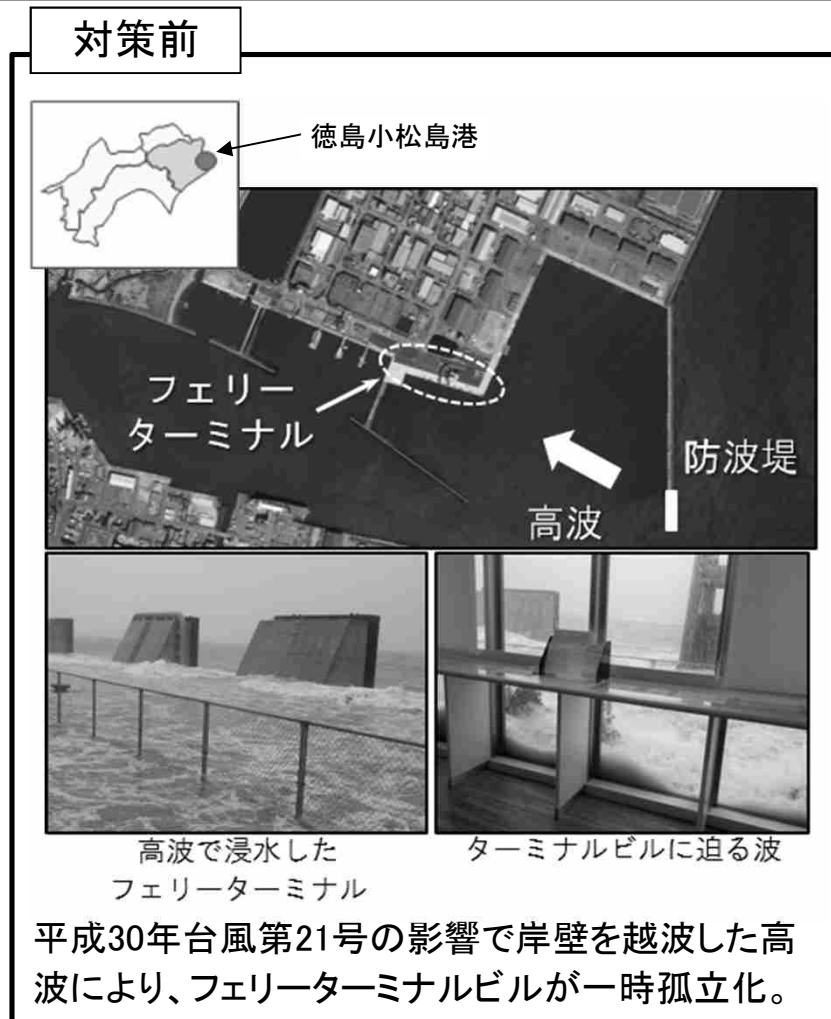 対策前
徳島小松島港
フェリー
ターミナル
防波堤
高波
高波で浸水した
フェリーターミナル
ターミナルビルに迫る波
平成30年台風第21号の影響で岸壁を越波した高
波により、フェリーターミナルビルが一時孤立化。